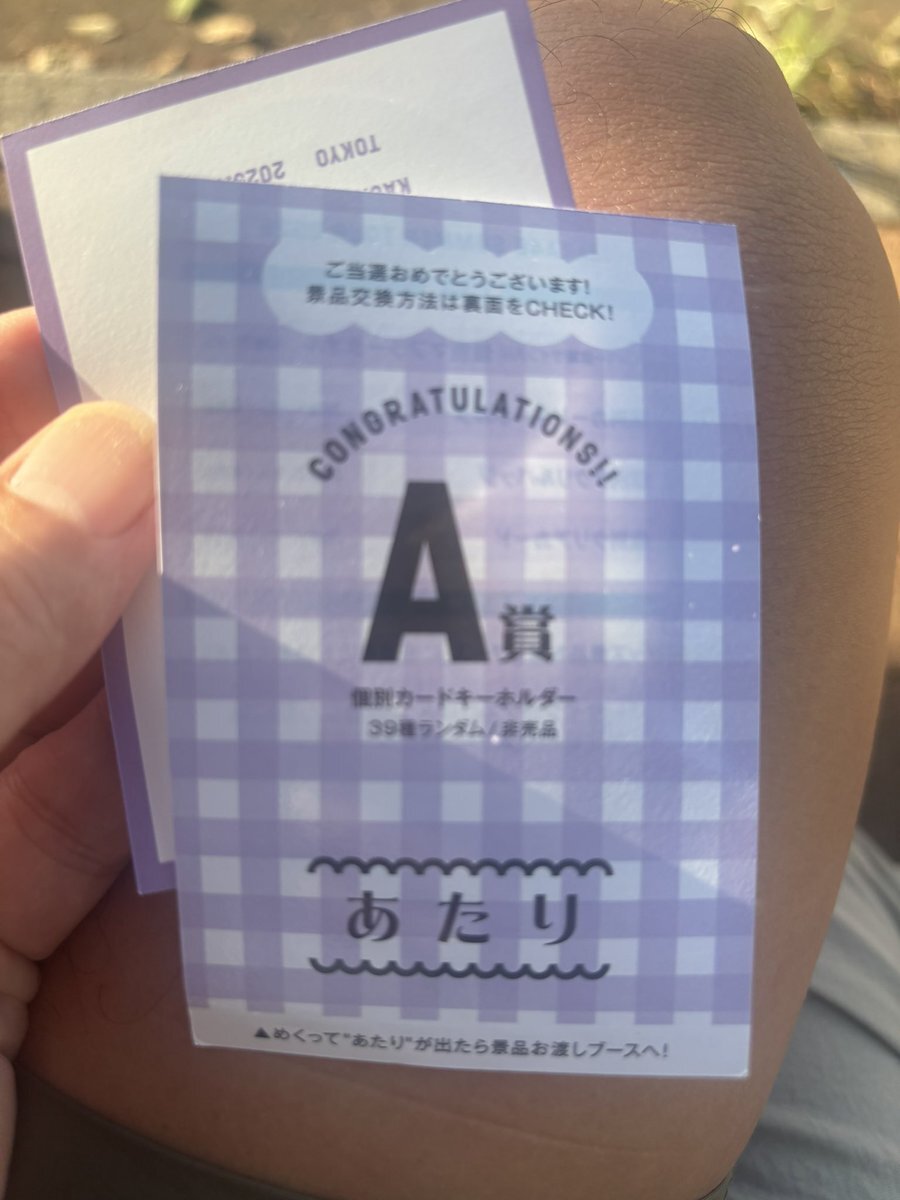 TOKYO
ご当選おめでとうございます!
景品交換方法は裏面をCHECK!
CONGRATULATIONS!!
A賞
個別カードキーホルダー
39種ランダム/非売品
あたり
▲めくって"あたり"が出たら景品お渡しブースへ!